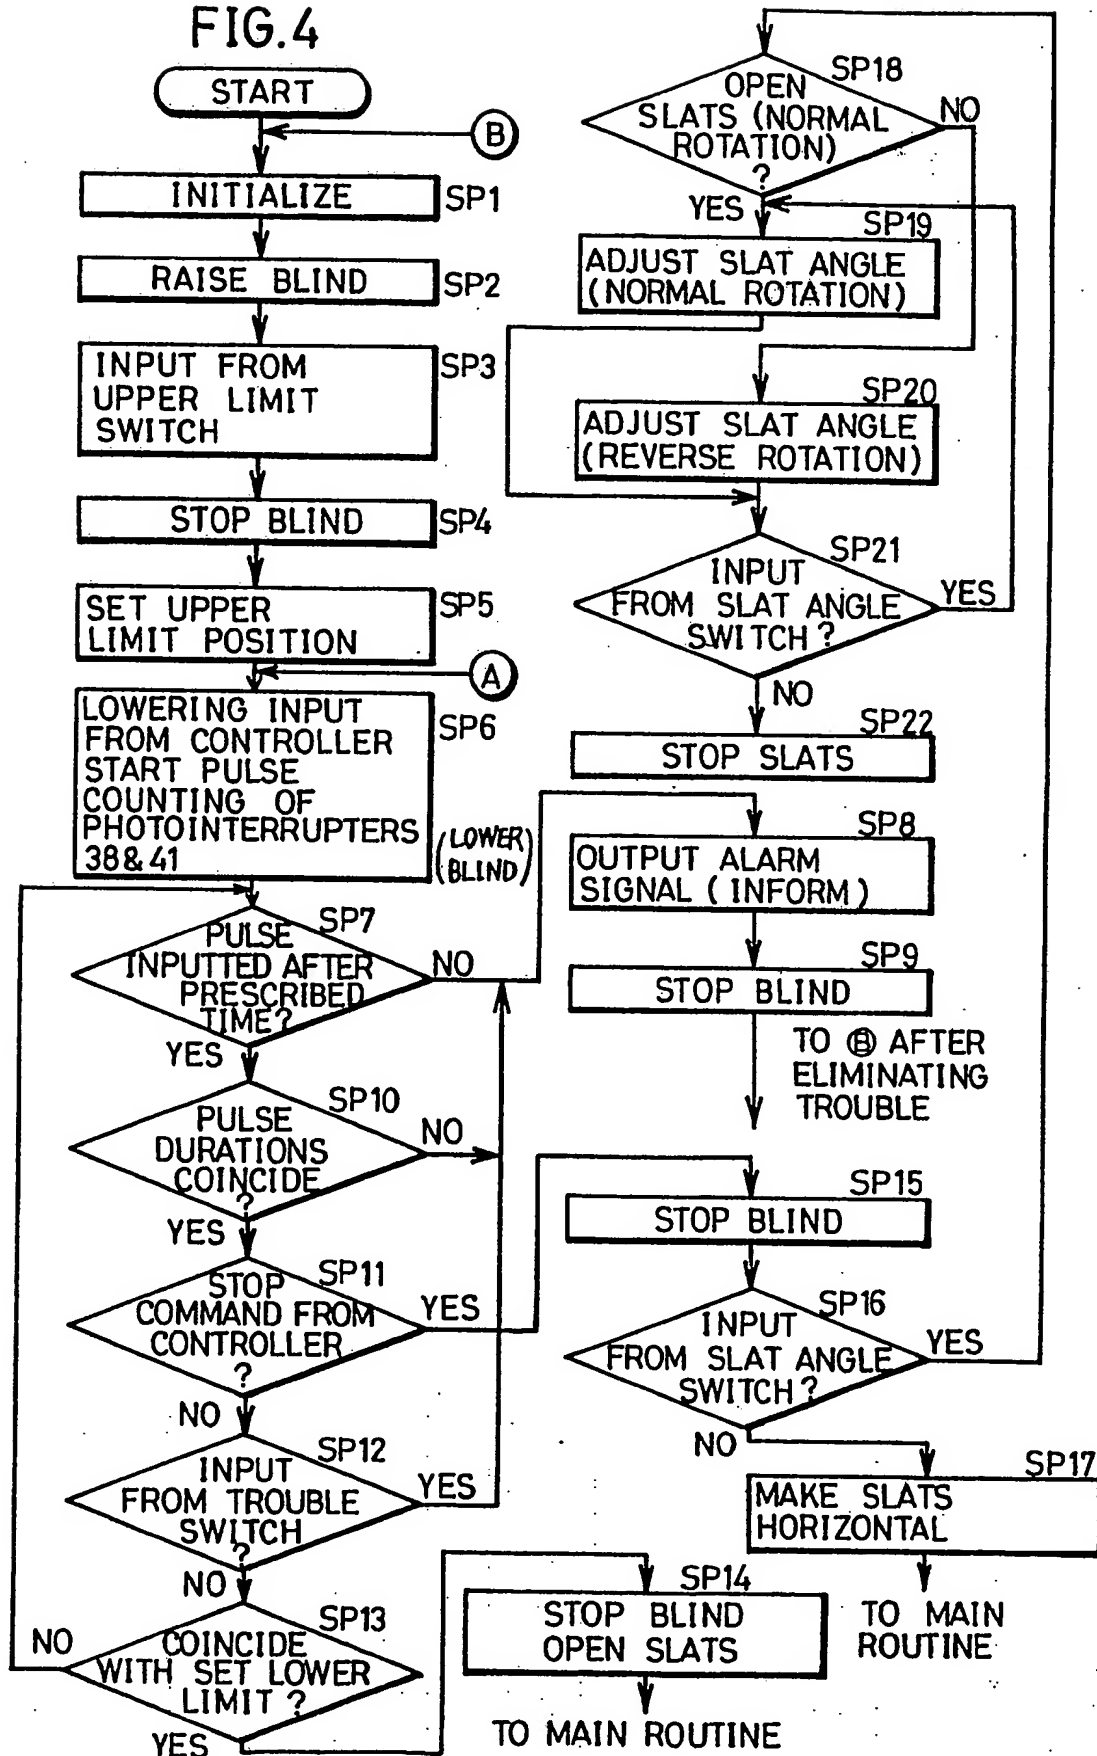 FIG.4
START
B
INITIALIZE
SP1
RAISE BLIND
SP2
INPUT FROM
UPPER LIMIT
SWITCH
SP3
STOP BLIND
SP4
SET UPPER
LIMIT POSITION
SP5
A
LOWERING INPUT
FROM CONTROLLER
START PULSE
COUNTING OF
PHOTOINTERRUPTERS
38&41
SP6
(LOWER
BLIND)
SP7
PULSE
INPUTTED AFTER
PRESCRIBED
TIME?
NO
YES
SP10
PULSE
DURATIONS
COINCIDE
?
NO
YES
SP11
STOP
COMMAND FROM
CONTROLLER
?
YES
NO
SP12
INPUT
FROM TROUBLE
SWITCH
?
YES
NO
SP13
COINCIDE
WITH SET LOWER
LIMIT?
NO
YES
SP14
STOP BLIND
OPEN SLATS
TO MAIN ROUTINE
SP18
OPEN
SLATS (NORMAL
ROTATION)
?
NO
YES
SP19
ADJUST SLAT ANGLE
(NORMAL ROTATION)
SP20
ADJUST SLAT ANGLE
(REVERSE ROTATION)
SP21
INPUT
FROM SLAT ANGLE
SWITCH?
YES
NO
SP22
STOP SLATS
SP8
OUTPUT ALARM
SIGNAL (INFORM)
SP9
STOP BLIND
TO Ⓑ AFTER
ELIMINATING
TROUBLE
SP15
STOP BLIND
SP16
INPUT
FROM SLAT ANGLE
SWITCH?
YES
NO
SP17
MAKE SLATS
HORIZONTAL
TO MAIN
ROUTINE